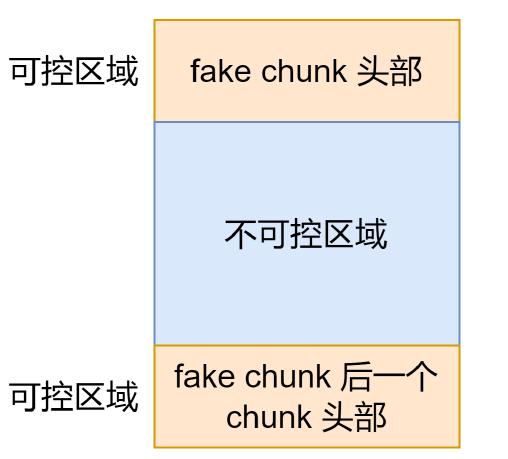 可控区域
fake chunk 头部
不可控区域
可控区域
fake chunk 后一个
chunk 头部